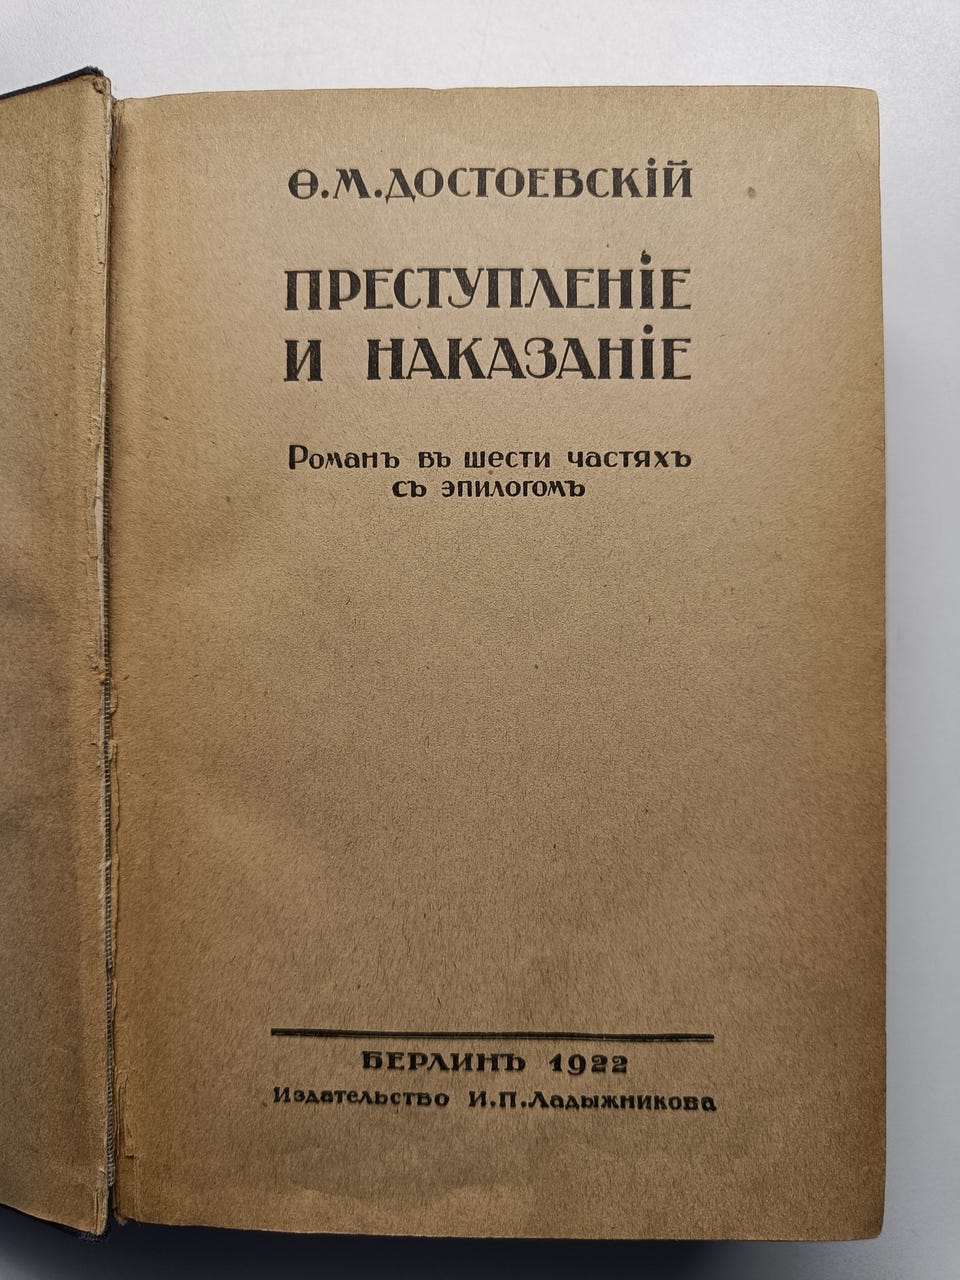 Ѳ.М.ДОСТОЕВСКІЙ
ПРЕСТУПЛЕНІЕ
И НАКАЗАНІЕ
Романъ въ шести частяхъ
съ эпилогомъ
БЕРЛИНЪ 1922
Издательство И.П.Ладыжникова